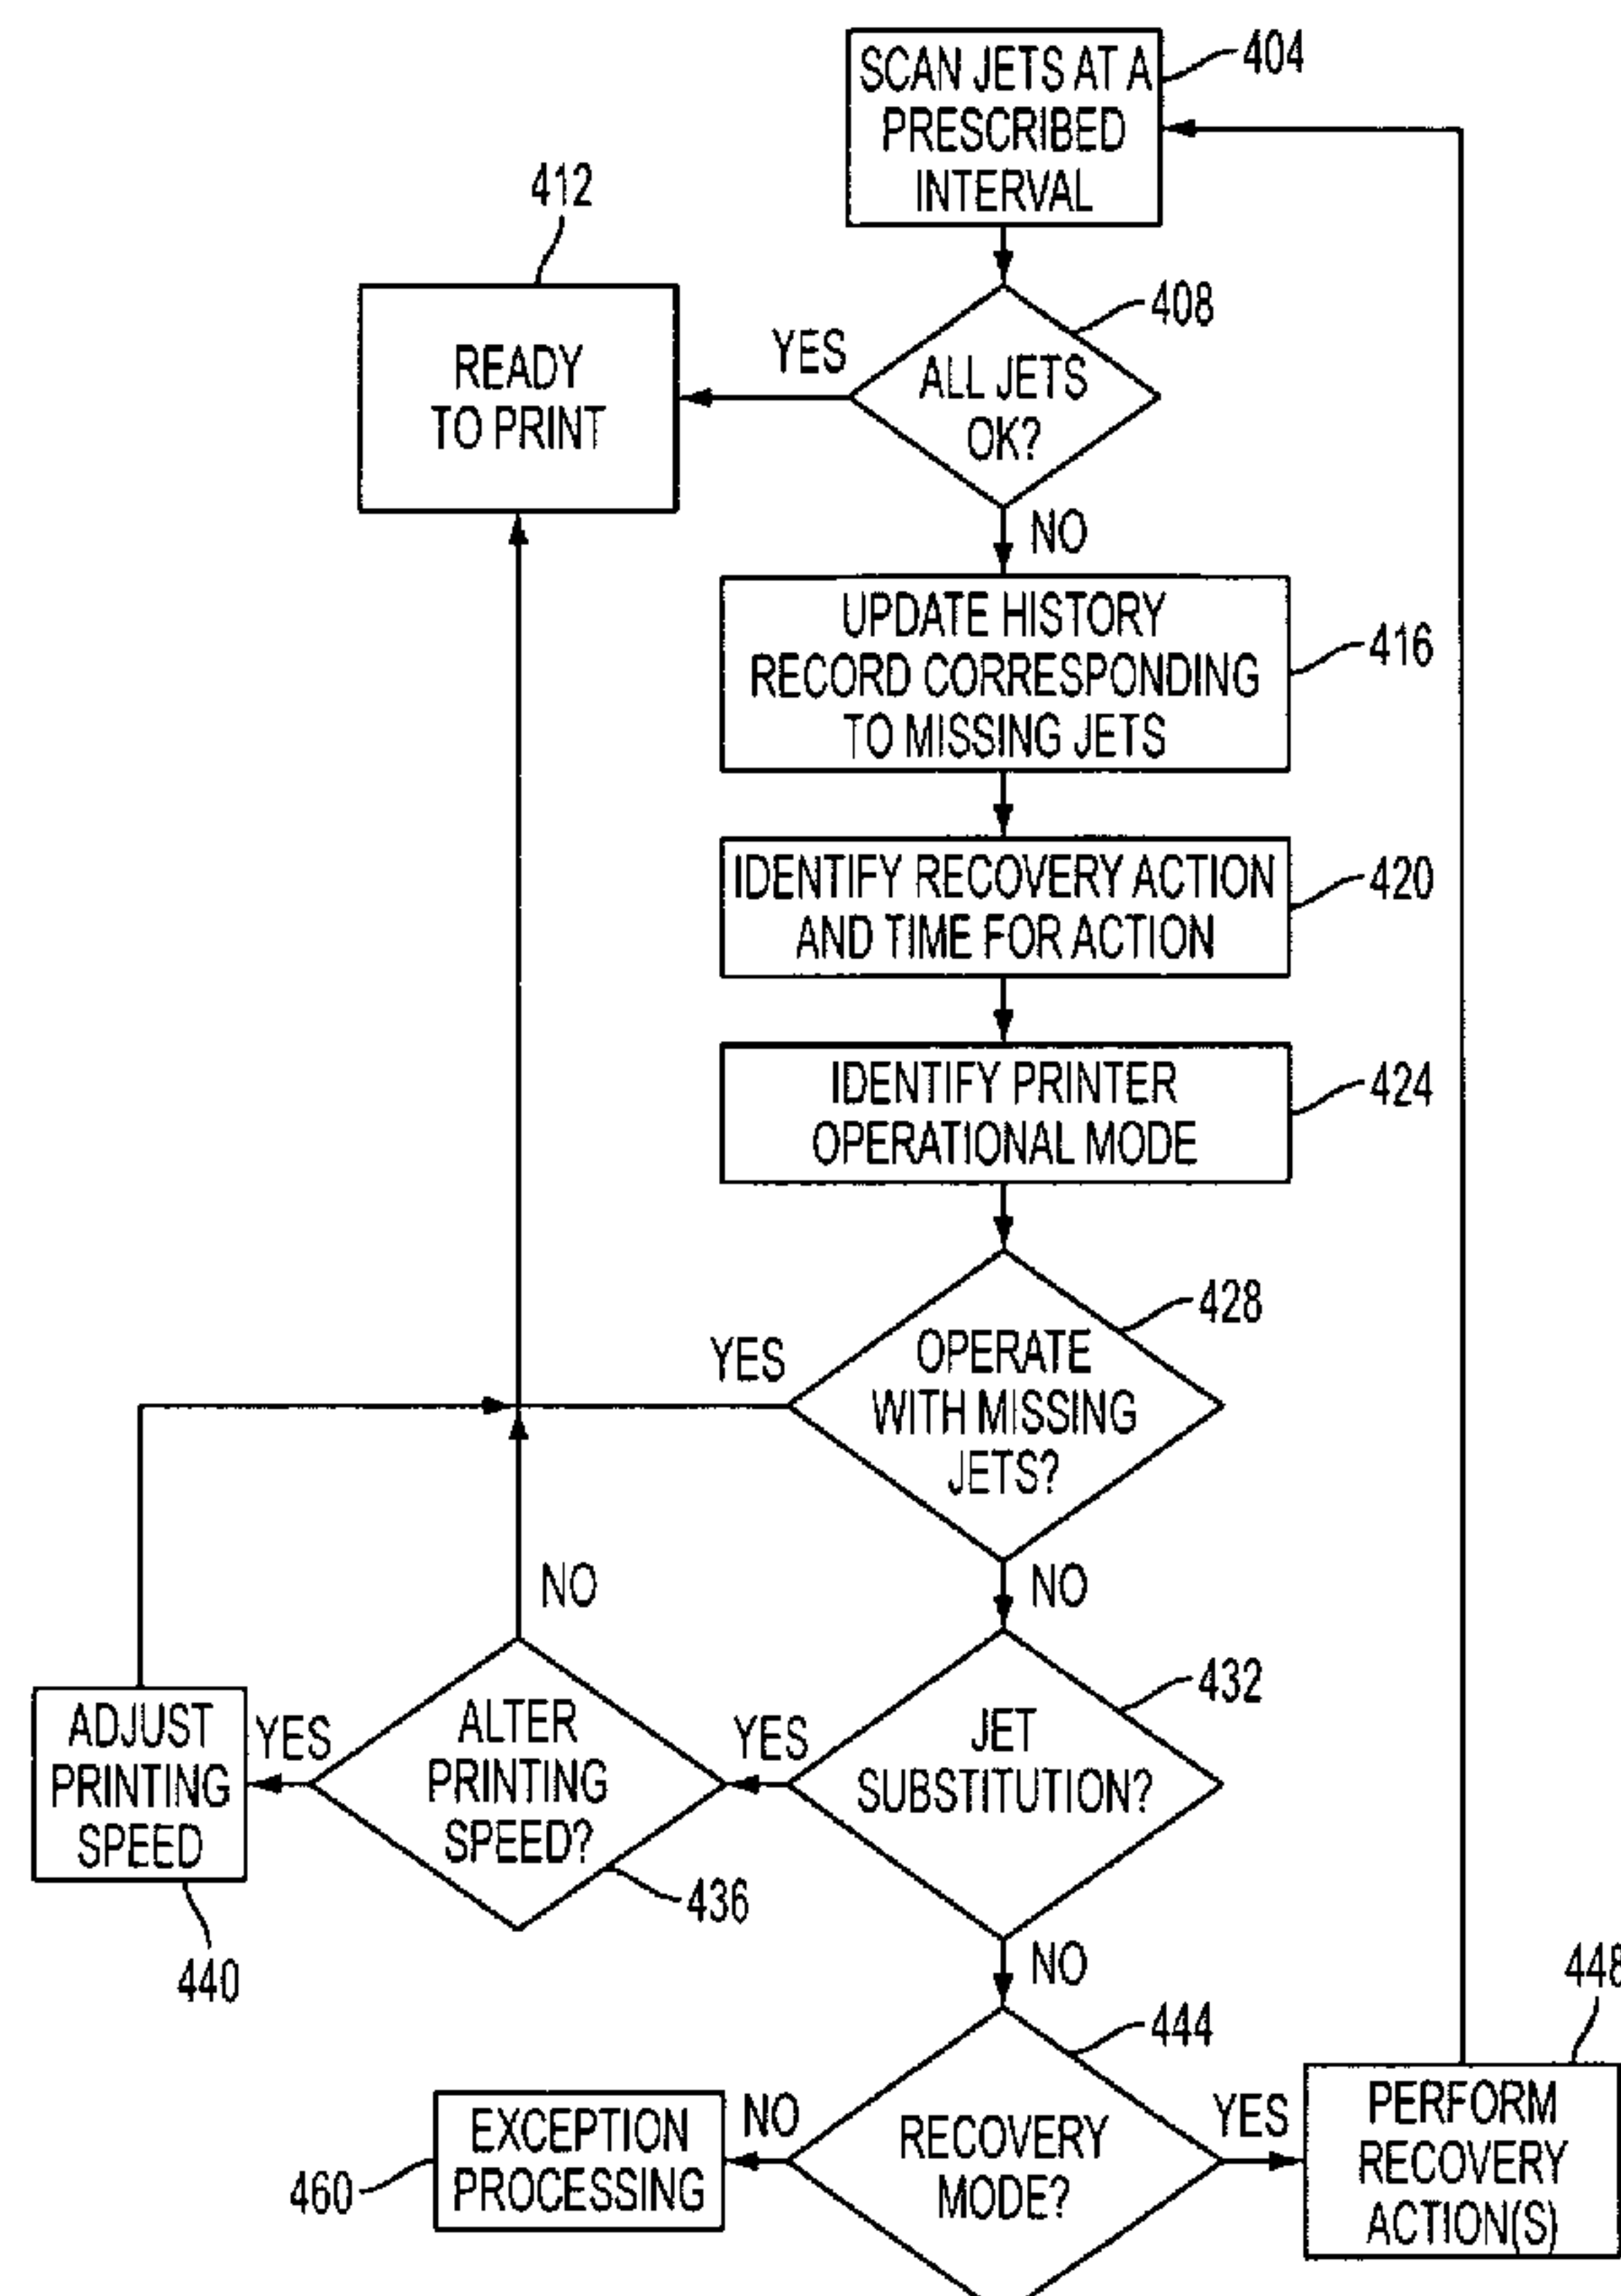 SCAN JETS AT A
PRESCRIBED
INTERVAL
404
412
READY
TO PRINT
YES
ALL JETS
OK?
408
NO
UPDATE HISTORY
RECORD CORRESPONDING
TO MISSING JETS
416
IDENTIFY RECOVERY ACTION
AND TIME FOR ACTION
420
IDENTIFY PRINTER
OPERATIONAL MODE
424
YES
OPERATE
WITH MISSING
JETS?
428
NO
NO
ADJUST
PRINTING
SPEED
440
YES
ALTER
PRINTING
SPEED?
436
YES
JET
SUBSTITUTION?
432
NO
EXCEPTION
PROCESSING
460
NO
RECOVERY
MODE?
444
YES
PERFORM
RECOVERY
ACTION(S)
448